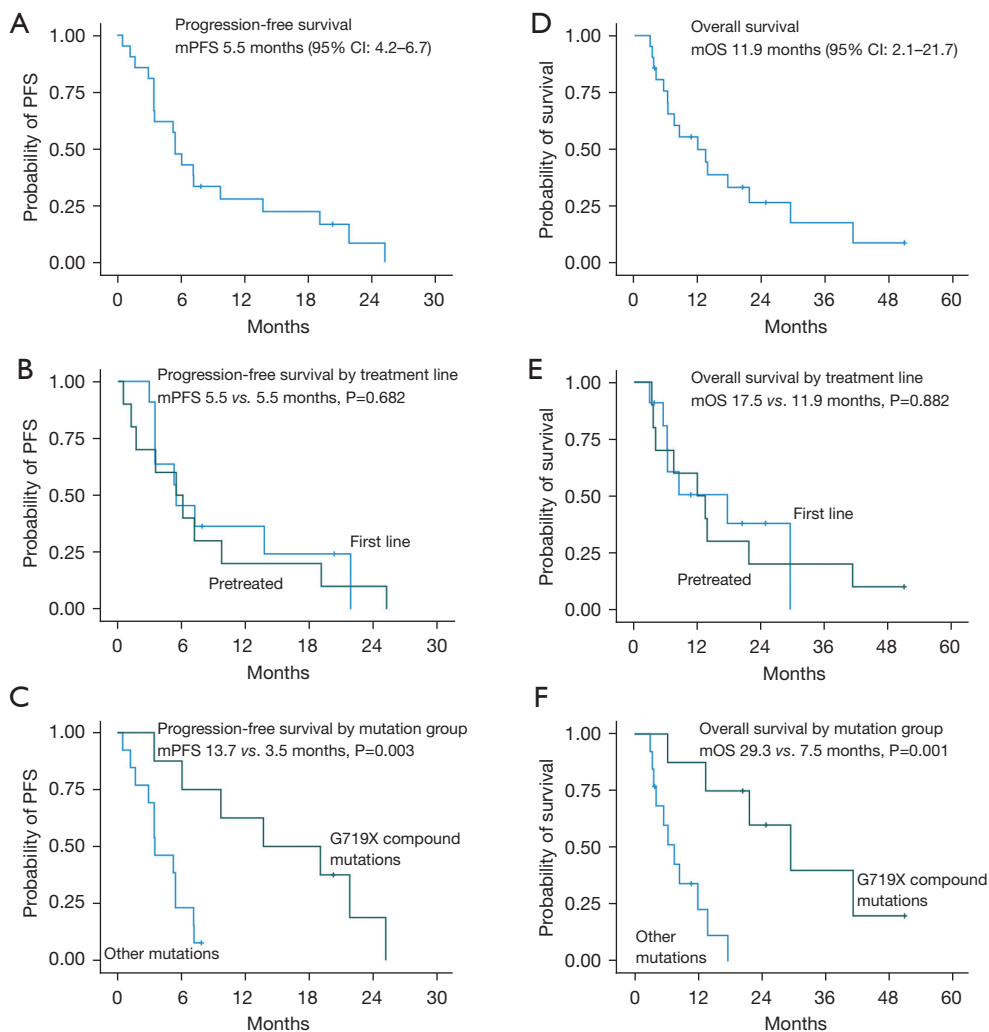 A
Progression-free survival
mPFS 5.5 months (95% CI: 4.2–6.7)
Probability of PFS
1.00
0.75
0.50
0.25
0.00
0 6 12 18 24 30
Months
D
Overall survival
mOS 11.9 months (95% CI: 2.1–21.7)
Probability of survival
1.00
0.75
0.50
0.25
0.00
0 12 24 36 48 60
Months
B
Progression-free survival by treatment line
mPFS 5.5 vs. 5.5 months, P=0.682
Probability of PFS
1.00
0.75
0.50
0.25
0.00
First line
Pretreated
0 6 12 18 24 30
Months
E
Overall survival by treatment line
mOS 17.5 vs. 11.9 months, P=0.882
Probability of survival
1.00
0.75
0.50
0.25
0.00
First line
Pretreated
0 12 24 36 48 60
Months
C
Progression-free survival by mutation group
mPFS 13.7 vs. 3.5 months, P=0.003
Probability of PFS
1.00
0.75
0.50
0.25
0.00
G719X compound
mutations
Other mutations
0 6 12 18 24 30
Months
F
Overall survival by mutation group
mOS 29.3 vs. 7.5 months, P=0.001
Probability of survival
1.00
0.75
0.50
0.25
0.00
G719X compound
mutations
Other
mutations
0 12 24 36 48 60
Months